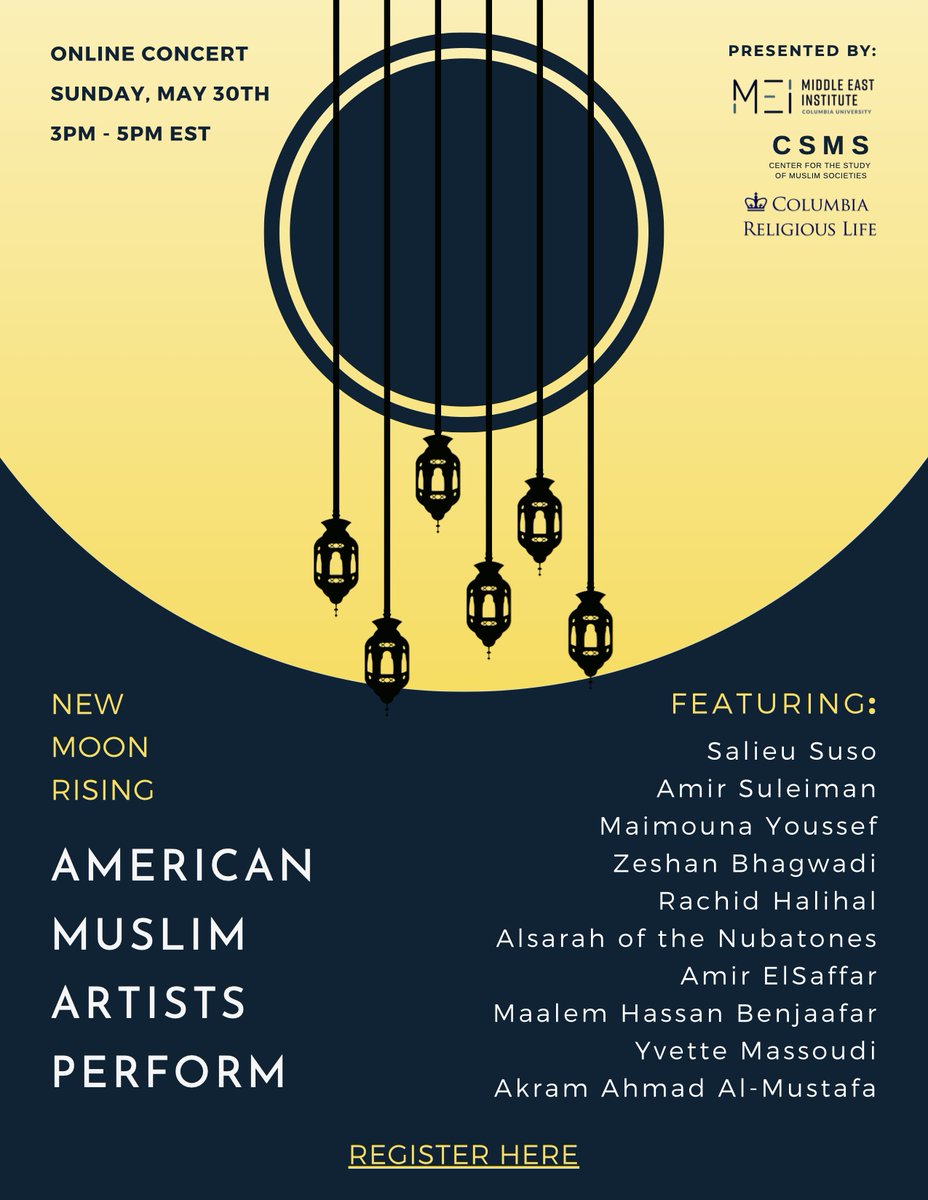 ONLINE CONCERT
SUNDAY, MAY 30TH
3PM - 5PM EST
PRESENTED BY:
MEI MIDDLE EAST
INSTITUTE
COLUMBIA UNIVERSITY
CSMS
CENTER FOR THE STUDY
OF MUSLIM SOCIETIES
COLUMBIA
RELIGIOUS LIFE
NEW
MOON
RISING
AMERICAN
MUSLIM
ARTISTS
PERFORM
FEATURING:
Salieu Suso
Amir Suleiman
Maimouna Youssef
Zeshan Bhagwadi
Rachid Halihal
Alsarah of the Nubatones
Amir ElSaffar
Maalem Hassan Benjaafar
Yvette Massoudi
Akram Ahmad Al-Mustafa
REGISTER HERE